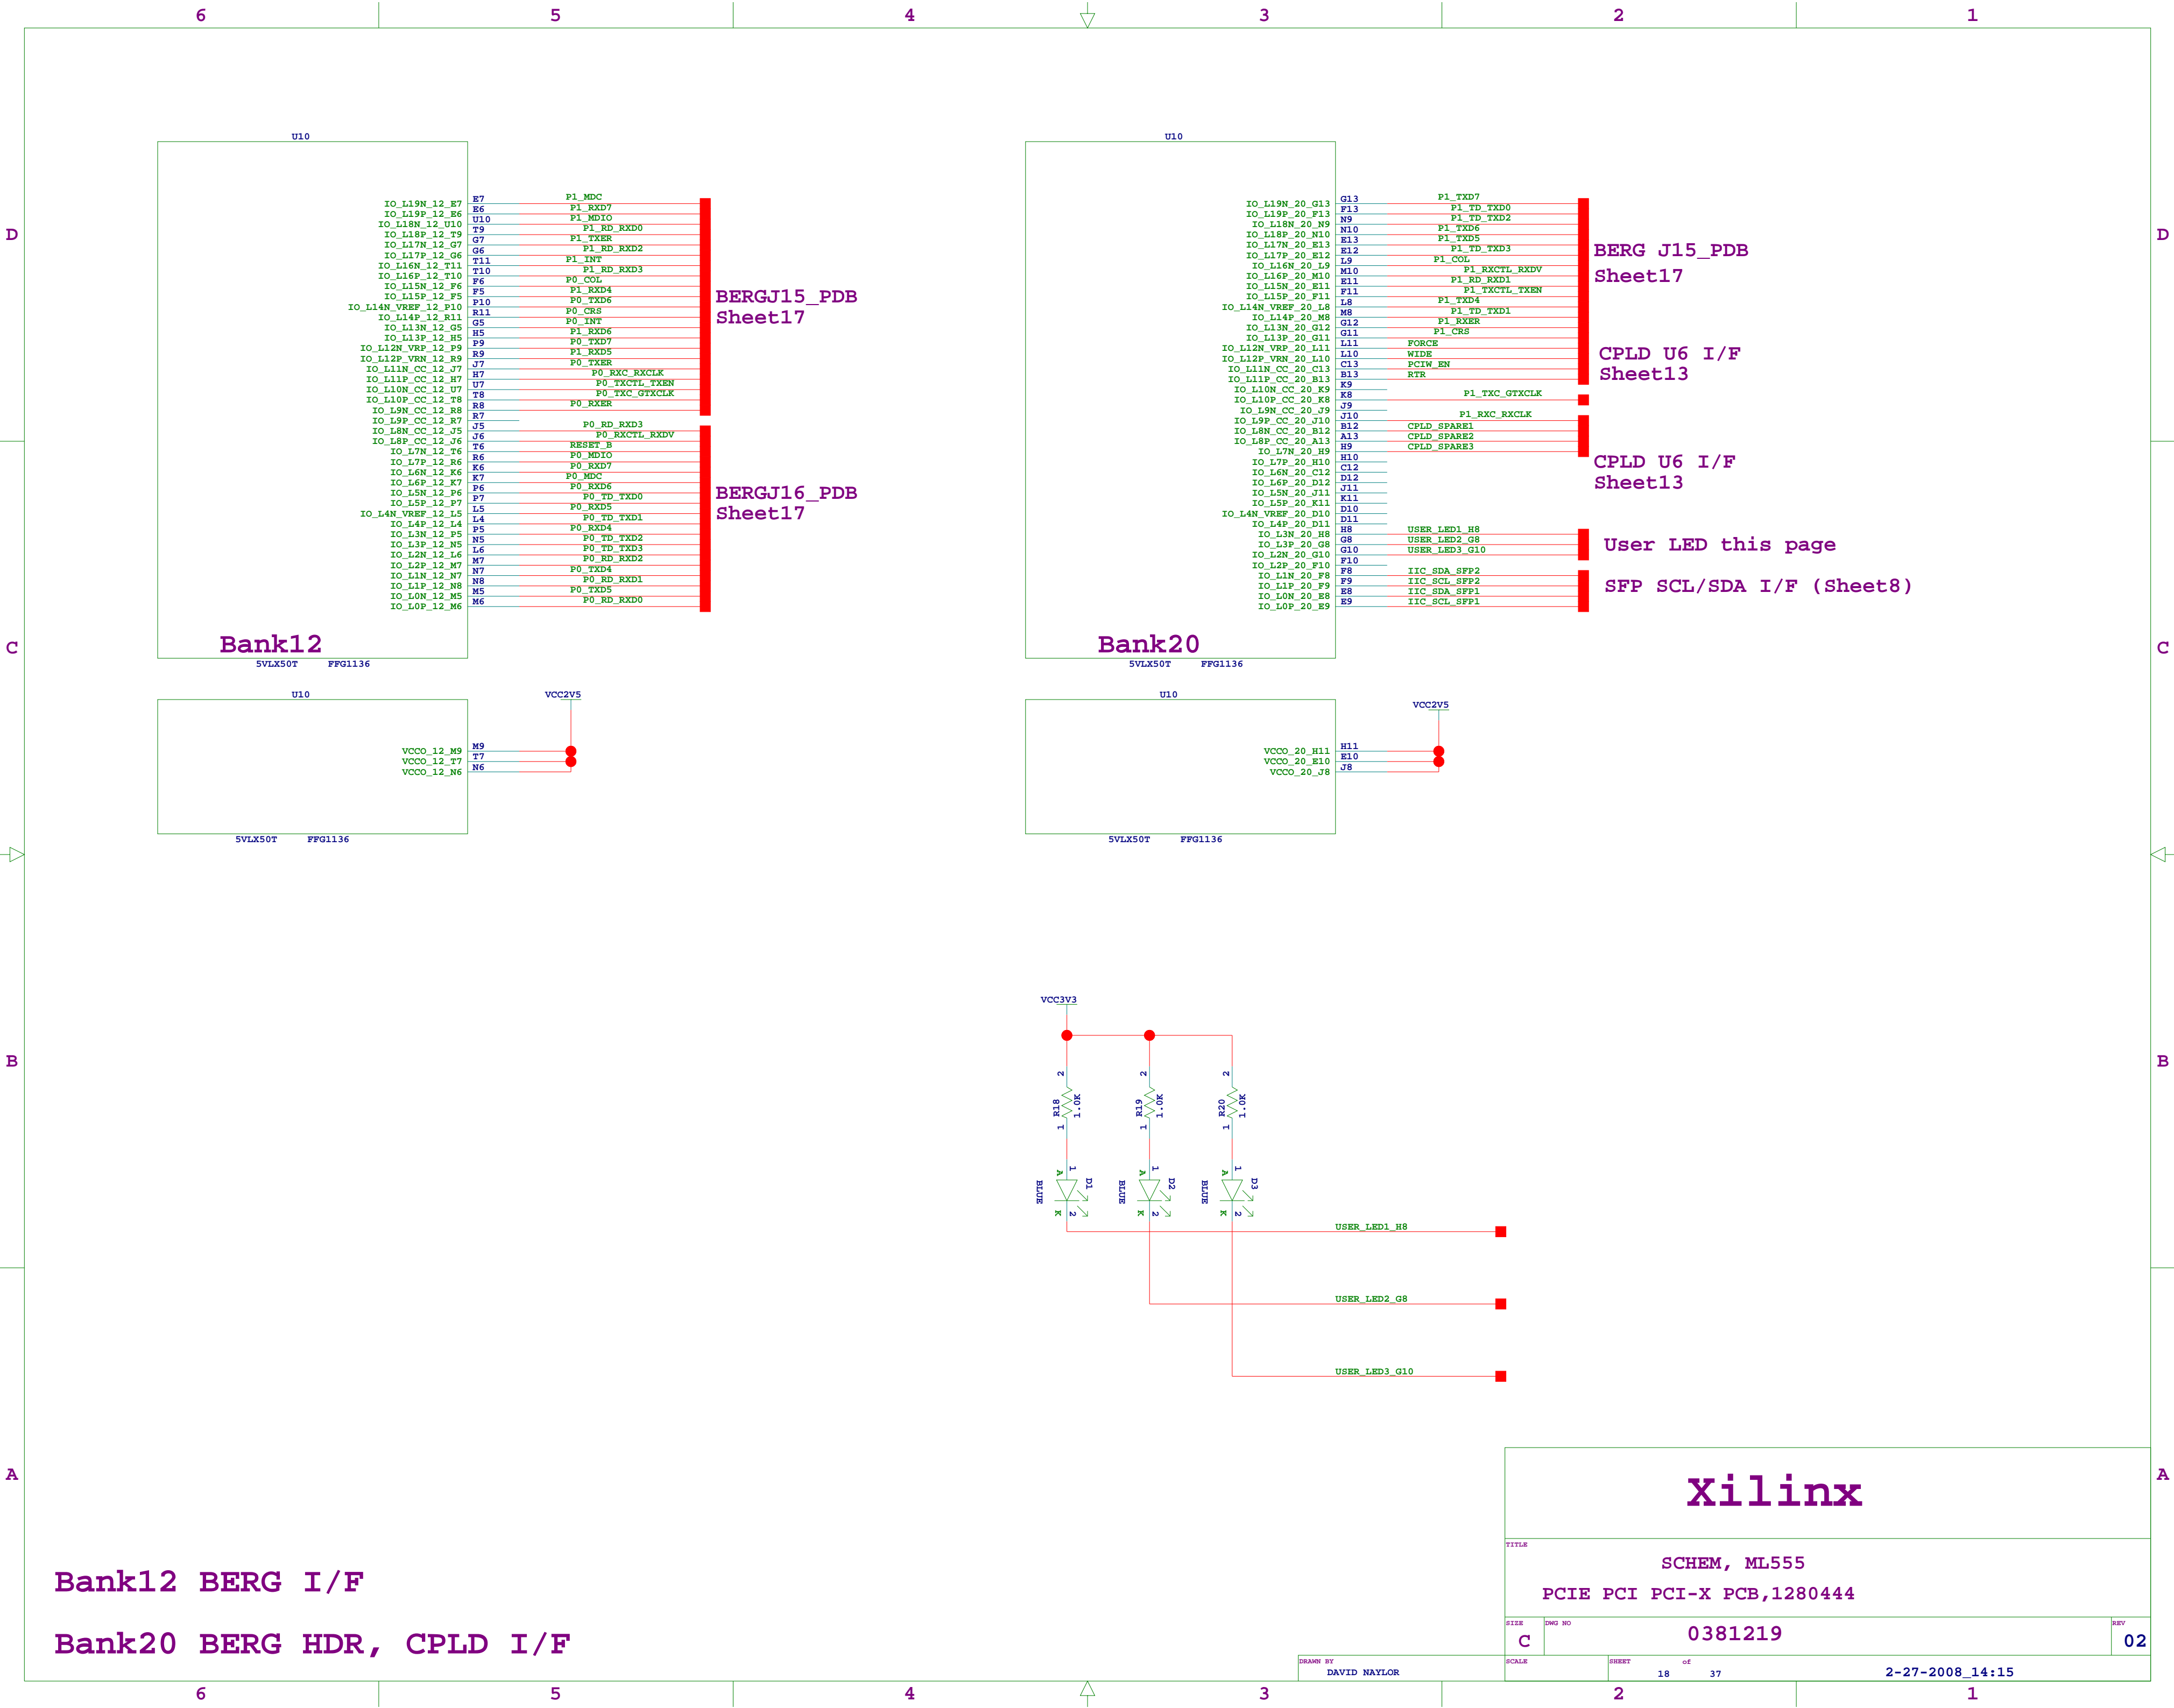 6 5 4 3 2 1
D
C
B
A
U10
IO_L19N_12_E7 E7 P1_MDC
IO_L19P_12_E6 E6 P1_RXD7
IO_L18N_12_U10 U10 P1_MDIO
IO_L18P_12_T9 T9 P1_RD_RXD0
IO_L17N_12_G7 G7 P1_TXER
IO_L17P_12_G6 G6 P1_RD_RXD2
IO_L16N_12_T11 T11 P1_INT
IO_L16P_12_T10 T10 P1_RD_RXD3
IO_L15N_12_F6 F6 P0_COL
IO_L15P_12_F5 F5 P1_RXD4
IO_L14N_VREF_12_P10 P10 P0_TXD6
IO_L14P_12_R11 R11 P0_CRS
IO_L13N_12_G5 G5 P0_INT
IO_L13P_12_H5 H5 P1_RXD6
IO_L12N_VRP_12_P9 P9 P0_TXD7
IO_L12P_VRN_12_R9 R9 P1_RXD5
IO_L11N_CC_12_J7 J7 P0_TXER
IO_L11P_CC_12_H7 H7 P0_RXC_RXCLK
IO_L10N_CC_12_U7 U7 P0_TXCTL_TXEN
IO_L10P_CC_12_T8 T8 P0_TXC_GTXCLK
IO_L9N_CC_12_R8 R8 P0_RXER
IO_L9P_CC_12_R7 R7
IO_L8N_CC_12_J5 J5 P0_RD_RXD3
IO_L8P_CC_12_J6 J6 P0_RXCTL_RXDV
IO_L7N_12_T6 T6 RESET_B
IO_L7P_12_R6 R6 P0_MDIO
IO_L6N_12_K6 K6 P0_RXD7
IO_L6P_12_K7 K7 P0_MDC
IO_L5N_12_P6 P6 P0_RXD6
IO_L5P_12_P7 P7 P0_TD_TXD0
IO_L4N_VREF_12_L5 L5 P0_RXD5
IO_L4P_12_L4 L4 P0_TD_TXD1
IO_L3N_12_P5 P5 P0_RXD4
IO_L3P_12_N5 N5 P0_TD_TXD2
IO_L2N_12_L6 L6 P0_TD_TXD3
IO_L2P_12_M7 M7 P0_RD_RXD2
IO_L1N_12_N7 N7 P0_TXD4
IO_L1P_12_N8 N8 P0_RD_RXD1
IO_L0N_12_M5 M5 P0_TXD5
IO_L0P_12_M6 M6 P0_RD_RXD0
BERGJ15_PDB
Sheet17
BERGJ16_PDB
Sheet17
Bank12
5VLX50T FFG1136
U10
IO_L19N_20_G13 G13 P1_TXD7
IO_L19P_20_F13 F13 P1_TD_TXD0
IO_L18N_20_N9 N9 P1_TD_TXD2
IO_L18P_20_N10 N10 P1_TXD6
IO_L17N_20_E13 E13 P1_TXD5
IO_L17P_20_E12 E12 P1_TD_TXD3
IO_L16N_20_L9 L9 P1_COL
IO_L16P_20_M10 M10 P1_RXCTL_RXDV
IO_L15N_20_E11 E11 P1_RD_RXD1
IO_L15P_20_F11 F11 P1_TXCTL_TXEN
IO_L14N_VREF_20_L8 L8 P1_TXD4
IO_L14P_20_M8 M8 P1_TD_TXD1
IO_L13N_20_G12 G12 P1_RXER
IO_L13P_20_G11 G11 P1_CRS
IO_L12N_VRP_20_L11 L11 FORCE
IO_L12P_VRN_20_L10 L10 WIDE
IO_L11N_CC_20_C13 C13 PCIW_EN
IO_L11P_CC_20_B13 B13 RTR
IO_L10N_CC_20_K9 K9
IO_L10P_CC_20_K8 K8 P1_TXC_GTXCLK
IO_L9N_CC_20_J9 J9
IO_L9P_CC_20_J10 J10 P1_RXC_RXCLK
IO_L8N_CC_20_B12 B12 CPLD_SPARE1
IO_L8P_CC_20_A13 A13 CPLD_SPARE2
IO_L7N_20_H9 H9 CPLD_SPARE3
IO_L7P_20_H10 H10
IO_L6N_20_C12 C12
IO_L6P_20_D12 D12
IO_L5N_20_J11 J11
IO_L5P_20_K11 K11
IO_L4N_VREF_20_D10 D10
IO_L4P_20_D11 D11
IO_L3N_20_H8 H8 USER_LED1_H8
IO_L3P_20_G8 G8 USER_LED2_G8
IO_L2N_20_G10 G10 USER_LED3_G10
IO_L2P_20_F10 F10
IO_L1N_20_F8 F8 IIC_SDA_SFP2
IO_L1P_20_F9 F9 IIC_SCL_SFP2
IO_L0N_20_E8 E8 IIC_SDA_SFP1
IO_L0P_20_E9 E9 IIC_SCL_SFP1
BERG J15_PDB
Sheet17
CPLD U6 I/F
Sheet13
CPLD U6 I/F
Sheet13
User LED this page
SFP SCL/SDA I/F (Sheet8)
Bank20
5VLX50T FFG1136
U10
VCC2V5
VCCO_12_M9 M9
VCCO_12_T7 T7
VCCO_12_N6 N6
5VLX50T FFG1136
U10
VCC2V5
VCCO_20_H11 H11
VCCO_20_E10 E10
VCCO_20_J8 J8
5VLX50T FFG1136
VCC3V3
2 2 2
R18 1.0K R19 1.0K R20 1.0K
1 1 1
A 1 A 1 A 1
BLUE D1 BLUE D2 BLUE D3
K 2 K 2 K 2
USER_LED1_H8
USER_LED2_G8
USER_LED3_G10
Bank12 BERG I/F
Bank20 BERG HDR, CPLD I/F
Xilinx
TITLE
SCHEM, ML555
PCIE PCI PCI-X PCB,1280444
SIZE DWG NO REV
C 0381219 02
DRAWN BY SCALE SHEET of
DAVID NAYLOR 18 37 2-27-2008_14:15
D
C
B
A
6 5 4 3 2 1